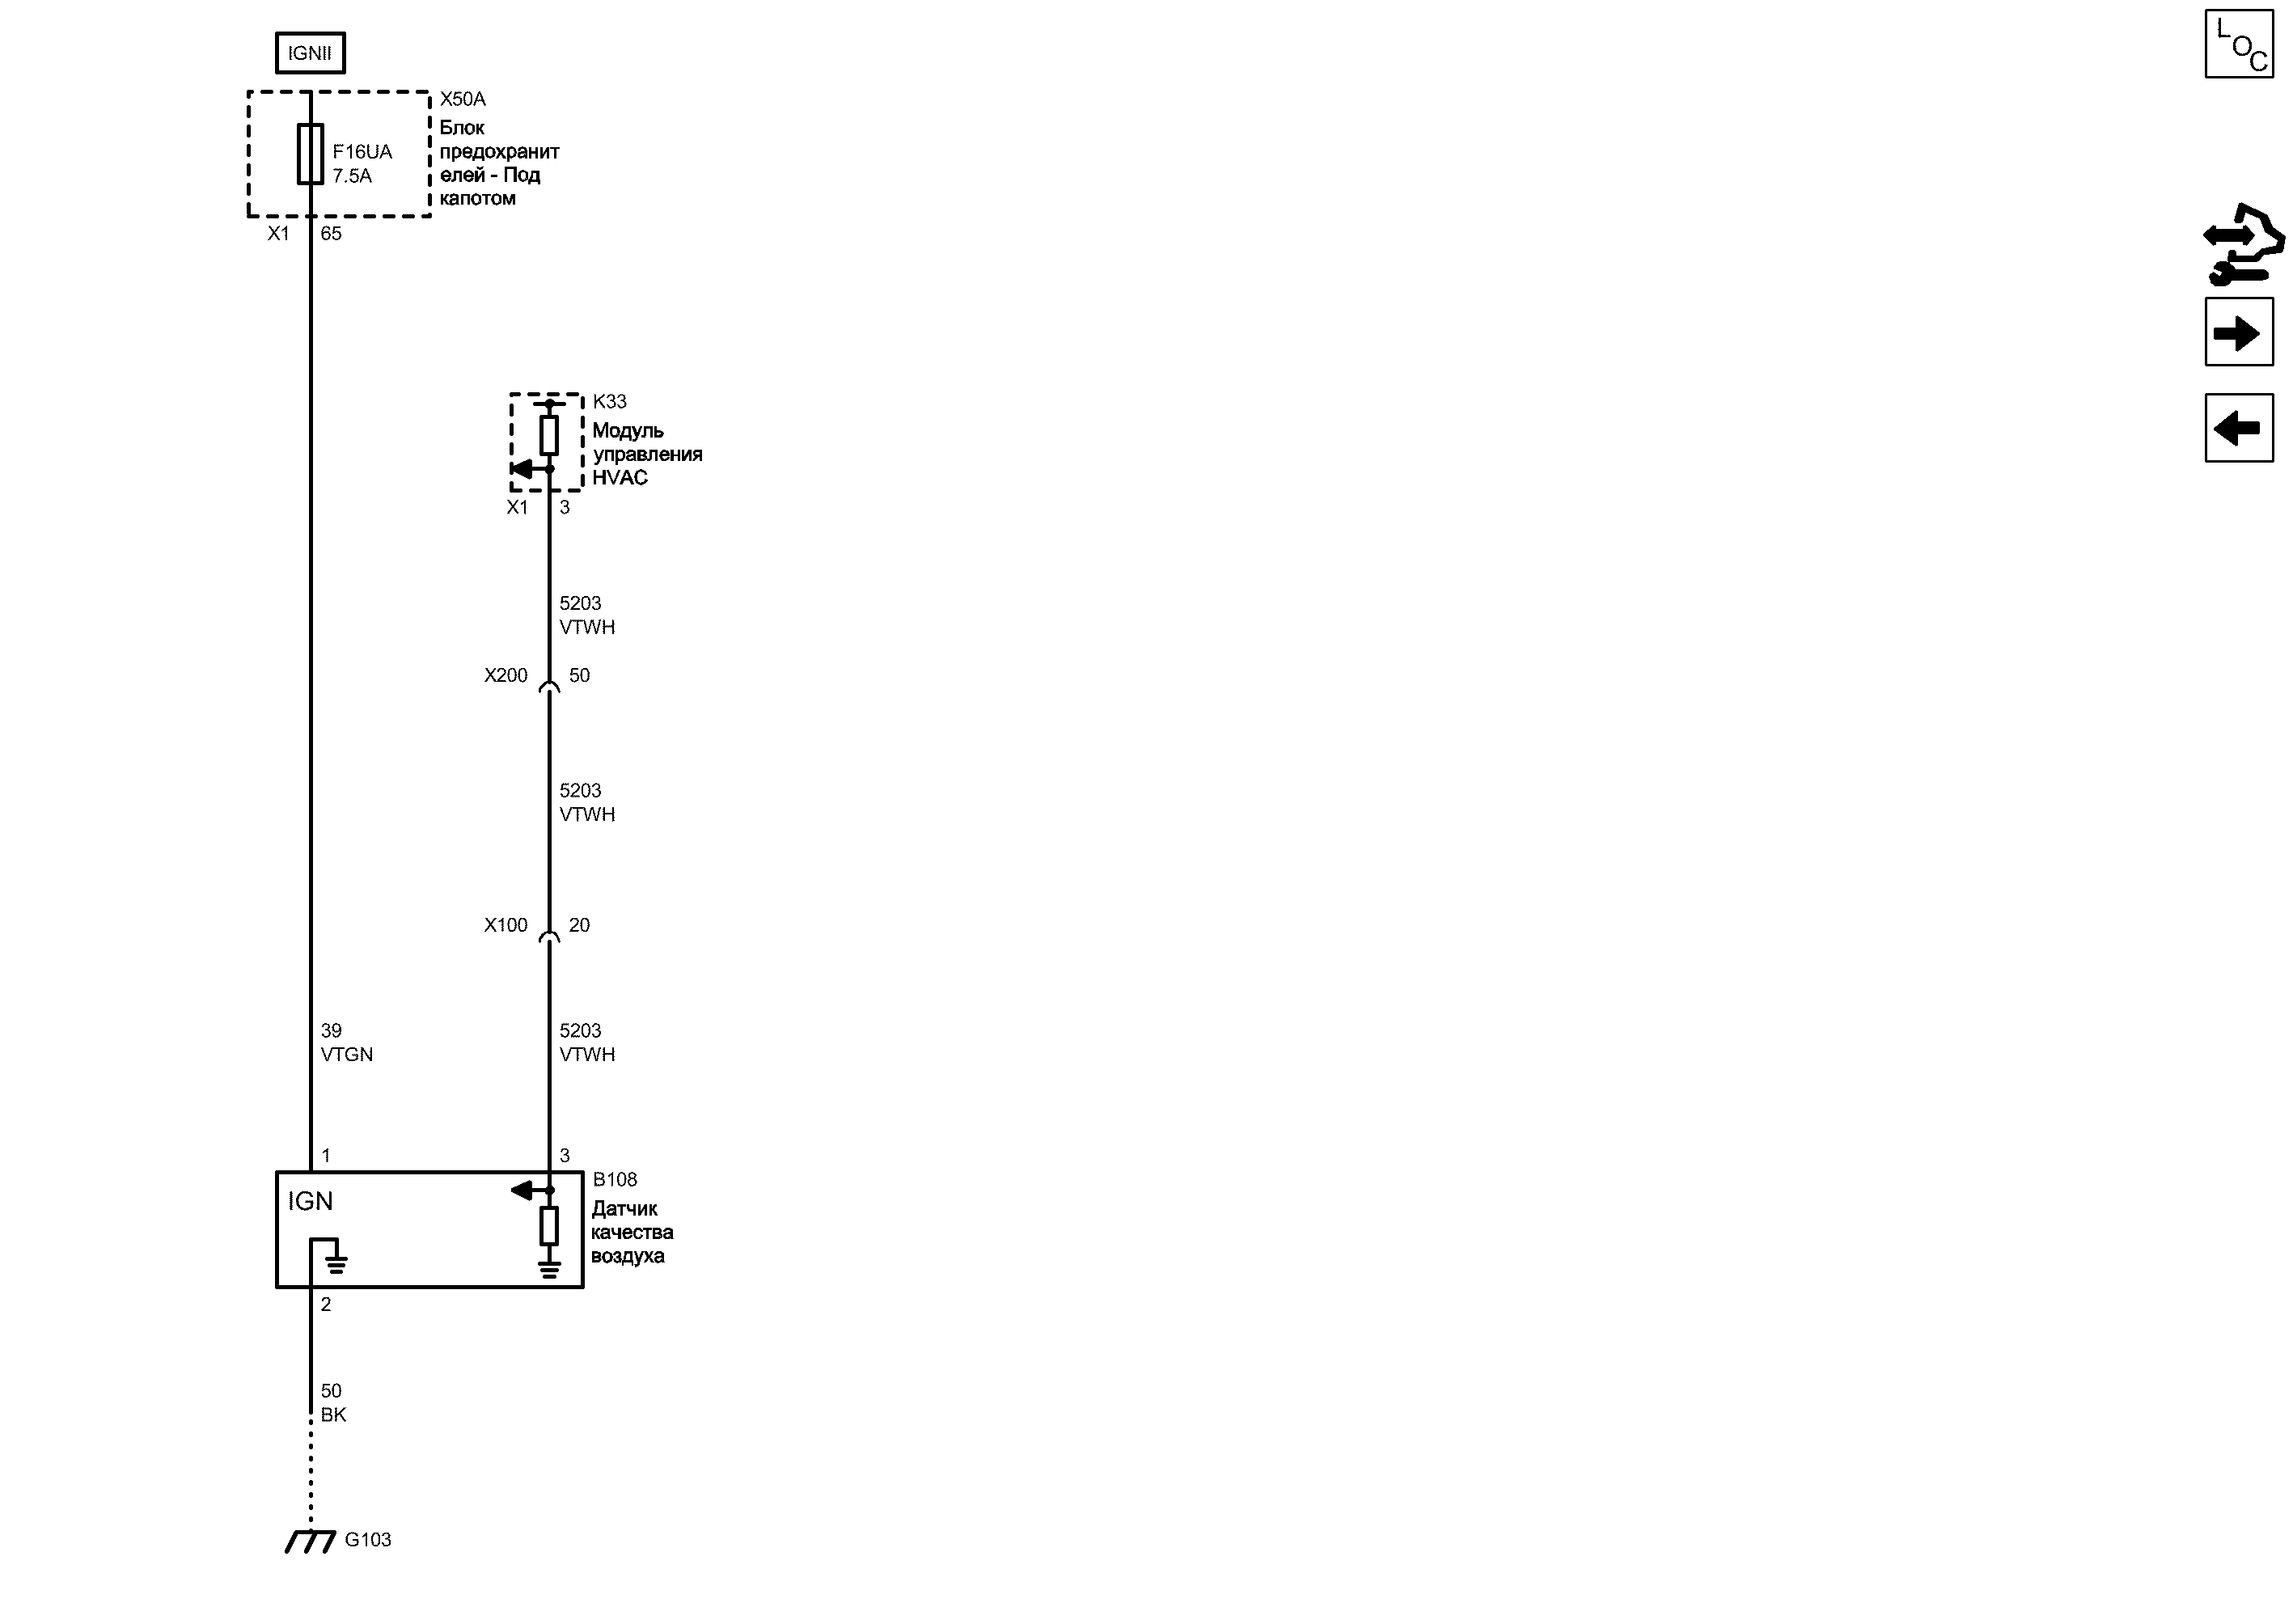 LOC
IGNII
X50A
Блок
предохранит
елей - Под
капотом
F16UA
7.5A
X1 65
K33
Модуль
управления
HVAC
X1 3
5203
VTWH
X200 50
5203
VTWH
X100 20
39
VTGN
5203
VTWH
1 3
IGN
B108
Датчик
качества
воздуха
2
50
BK
G103